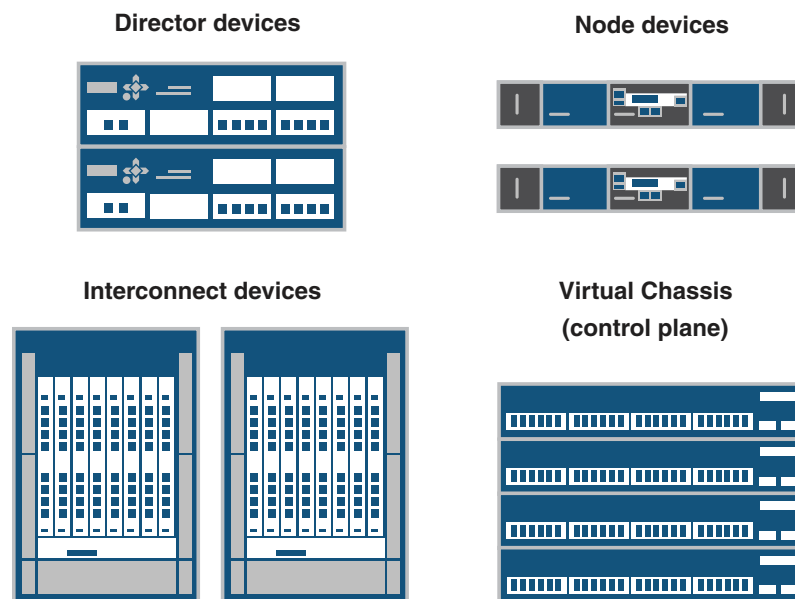 Director devices
Node devices
Interconnect devices
Virtual Chassis
(control plane)